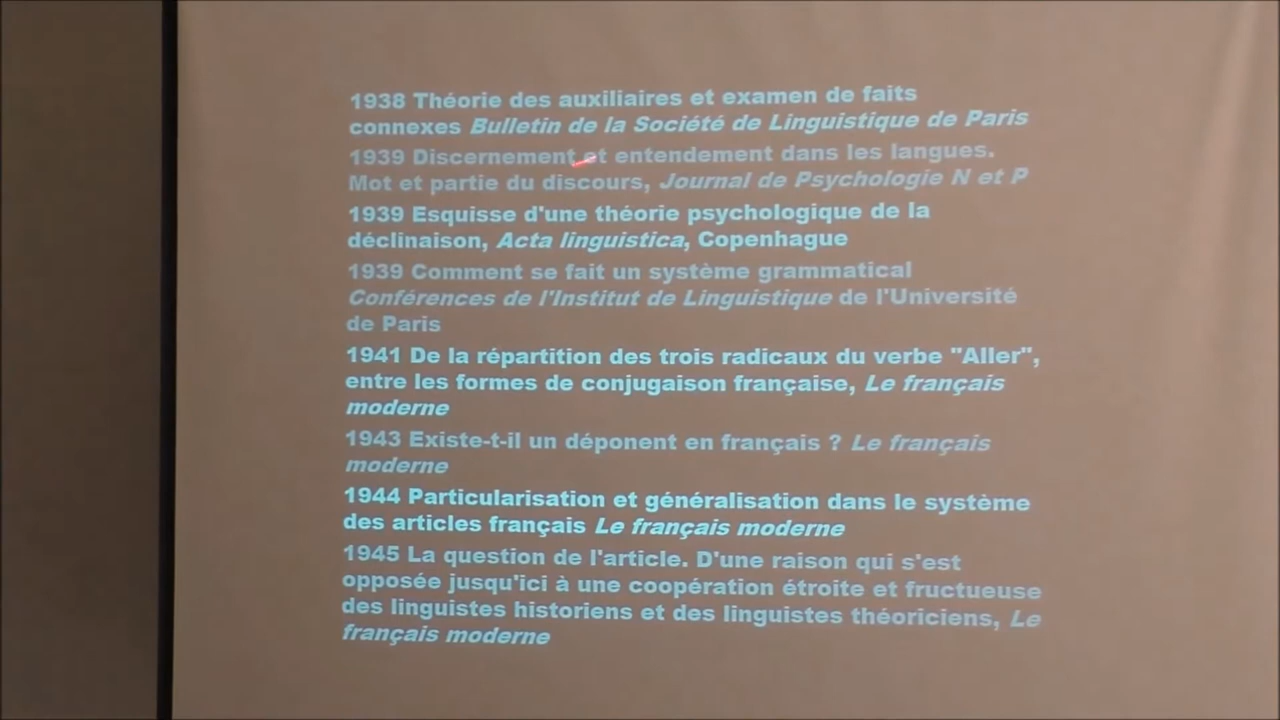 1938 Théorie des auxiliaires et examen de faits
connexes Bulletin de la Société de Linguistique de Paris
1939 Discernement et entendement dans les langues.
Mot et partie du discours, Journal de Psychologie N et P
1939 Esquisse d'une théorie psychologique de la
déclinaison, Acta linguistica, Copenhague
1939 Comment se fait un système grammatical
Conférences de l'Institut de Linguistique de l'Université
de Paris
1941 De la répartition des trois radicaux du verbe "Aller",
entre les formes de conjugaison française, Le français
moderne
1943 Existe-t-il un déponent en français ? Le français
moderne
1944 Particularisation et généralisation dans le système
des articles français Le français moderne
1945 La question de l'article. D'une raison qui s'est
opposée jusqu'ici à une coopération étroite et fructueuse
des linguistes historiens et des linguistes théoriciens, Le
français moderne